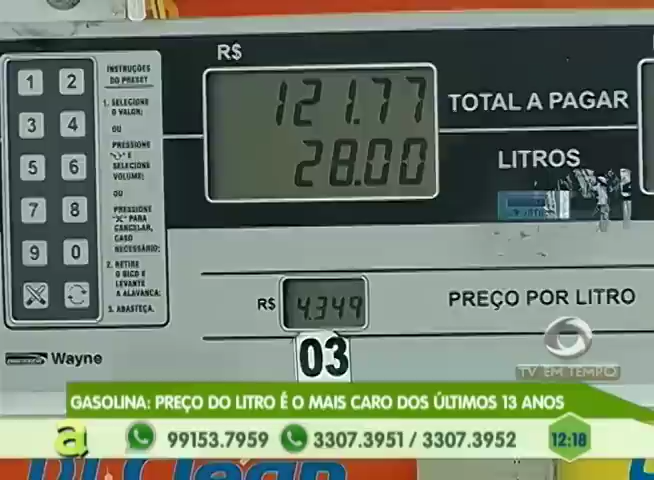 R$
121.77
TOTAL A PAGAR
28.00
LITROS
1 2
3 4
5 6
7 8
9 0
INSTRUÇÕES
DO PRESET
1. SELECIONE
O VALOR;
OU
PRESSIONE
E
SELECIONE
VOLUME;
OU
PRESSIONE
"X" PARA
CANCELAR,
CASO
NECESSÁRIO;
2. RETIRE
O BICO E
LEVANTE
A ALAVANCA;
3. ABASTEÇA.
R$
4.349
PREÇO POR LITRO
Wayne
03
TV EM TEMPO
GASOLINA: PREÇO DO LITRO É O MAIS CARO DOS ÚLTIMOS 13 ANOS
a 99153.7959 3307.3951 / 3307.3952 12:18